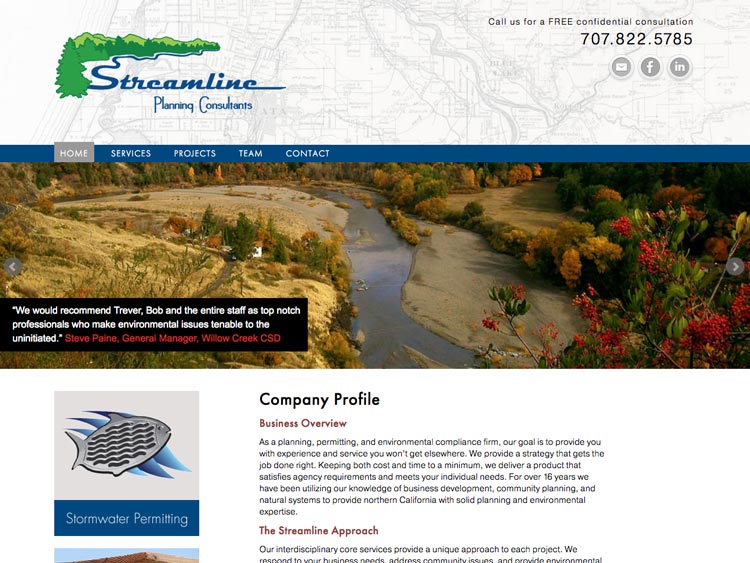 Call us for a FREE confidential consultation
707.822.5785
Streamline
Planning Consultants
HOME SERVICES PROJECTS TEAM CONTACT
"We would recommend Trever, Bob and the entire staff as top notch
professionals who make environmental issues tenable to the
uninitiated." Steve Paine, General Manager, Willow Creek CSD
Stormwater Permitting
Company Profile
Business Overview
As a planning, permitting, and environmental compliance firm, our goal is to provide you
with experience and service you won't get elsewhere. We provide a strategy that gets the
job done right. Keeping both cost and time to a minimum, we deliver a product that
satisfies agency requirements and meets your individual needs. For over 16 years we
have been utilizing our knowledge of business development, community planning, and
natural systems to provide northern California with solid planning and environmental
expertise.
The Streamline Approach
Our interdisciplinary core services provide a unique approach to each project. We
respond to your business needs, address community issues, and provide environmental